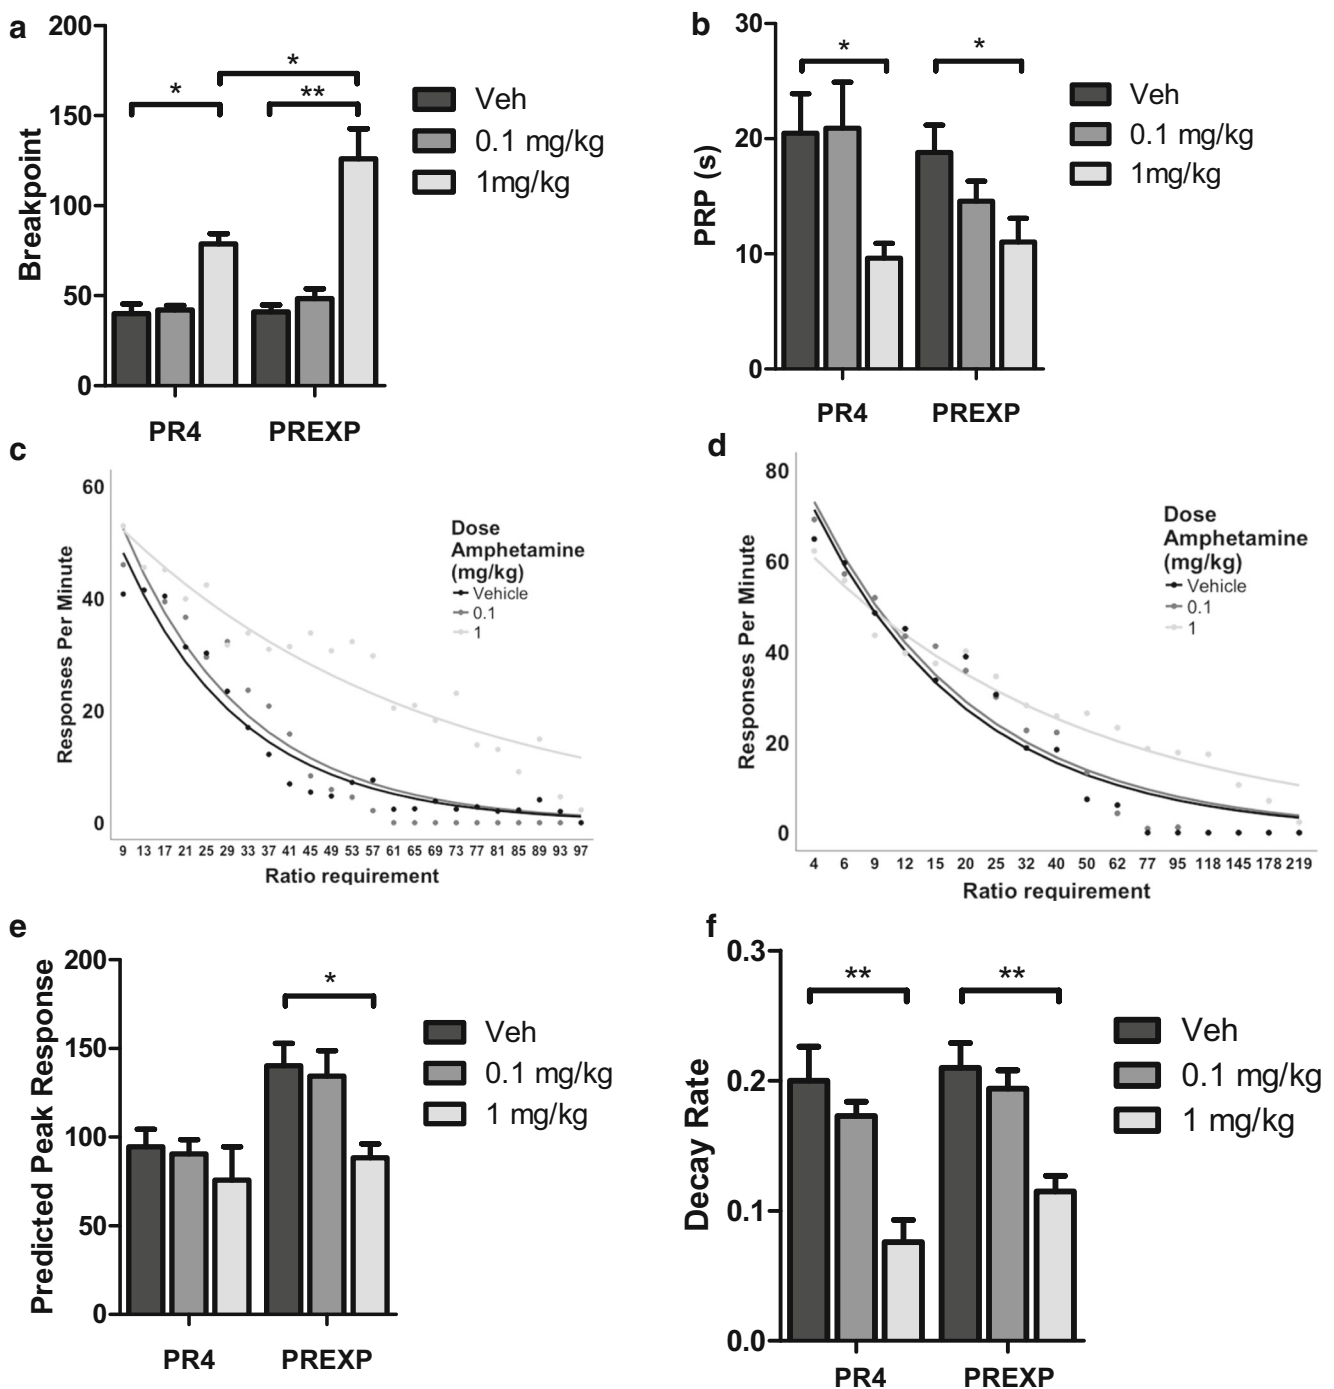 a
200
150
100
50
0
Breakpoint
*
*
**
Veh
0.1 mg/kg
1mg/kg
PR4
PREXP
b
30
20
10
0
PRP (s)
*
*
Veh
0.1 mg/kg
1mg/kg
PR4
PREXP
c
60
40
20
0
Responses Per Minute
Dose
Amphetamine
(mg/kg)
Vehicle
0.1
1
9 13 17 21 25 29 33 37 41 45 49 53 57 61 65 69 73 77 81 85 89 93 97
Ratio requirement
d
80
60
40
20
0
Responses Per Minute
Dose
Amphetamine
(mg/kg)
Vehicle
0.1
1
4 6 9 12 15 20 25 32 40 50 62 77 95 118 145 178 219
Ratio requirement
e
200
150
100
50
0
Predicted Peak Response
*
Veh
0.1 mg/kg
1 mg/kg
PR4
PREXP
f
0.3
0.2
0.1
0.0
Decay Rate
**
**
Veh
0.1 mg/kg
1 mg/kg
PR4
PREXP